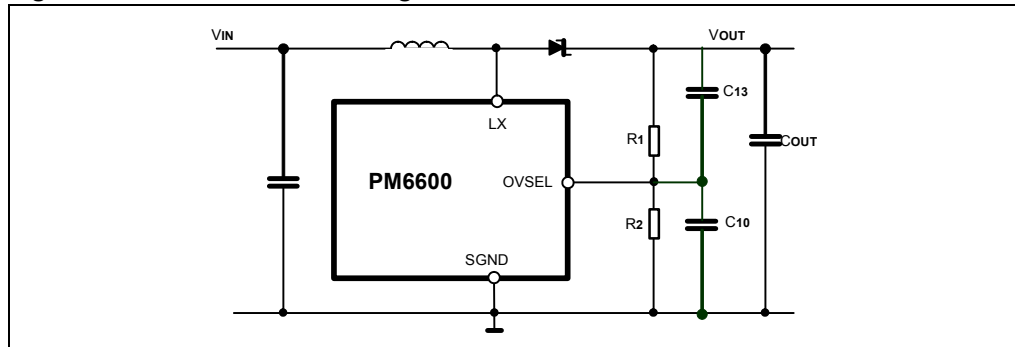 VIN
VOUT
C13
LX
R1
COUT
PM6600
OVSEL
R2
C10
SGND